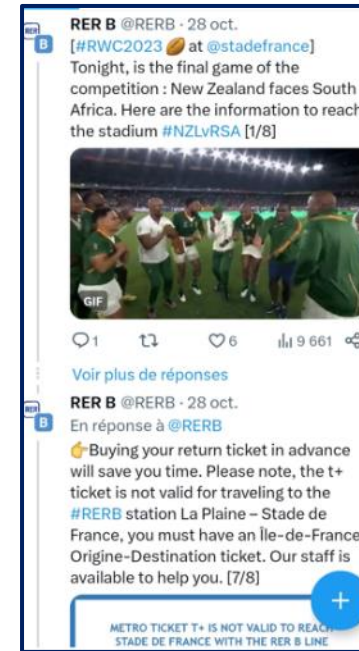 RER B @RERB · 28 oct.
[#RWC2023 🏉 at @stadefrance]
Tonight, is the final game of the
competition : New Zealand faces South
Africa. Here are the information to reach
the stadium #NZLvRSA [1/8]
GIF
1 6 9 661
Voir plus de réponses
RER B @RERB · 28 oct.
En réponse à @RERB
👉Buying your return ticket in advance
will save you time. Please note, the t+
ticket is not valid for traveling to the
#RERB station La Plaine – Stade de
France, you must have an Île-de-France
Origine-Destination ticket. Our staff is
available to help you. [7/8]
METRO TICKET T+ IS NOT VALID TO REACH
STADE DE FRANCE WITH THE RER B LINE